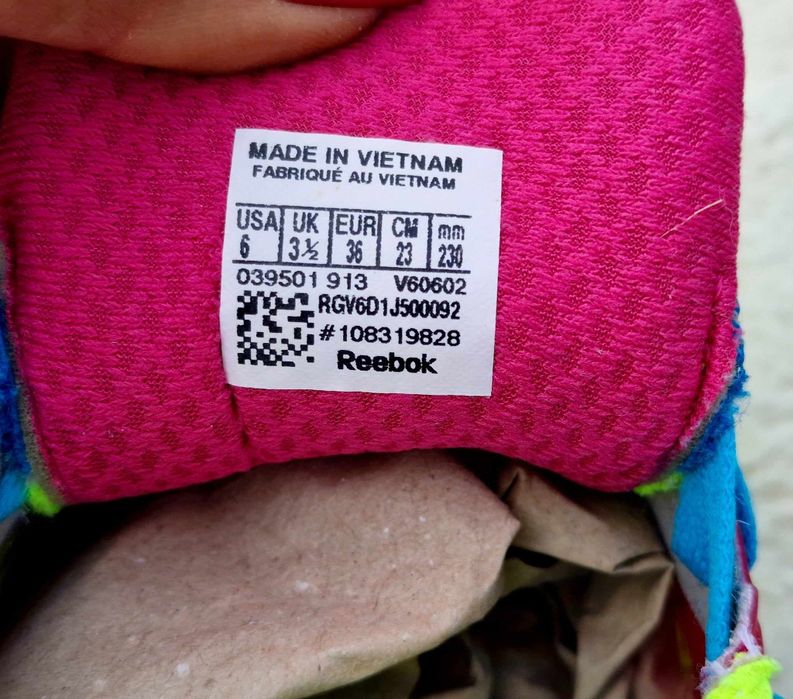 MADE IN VIETNAM
FABRIQUÉ AU VIETNAM
USA UK EUR CM mm
6 3½ 36 23 230
039501 913 V60602
RGV6D1J500092
#108319828
Reebok